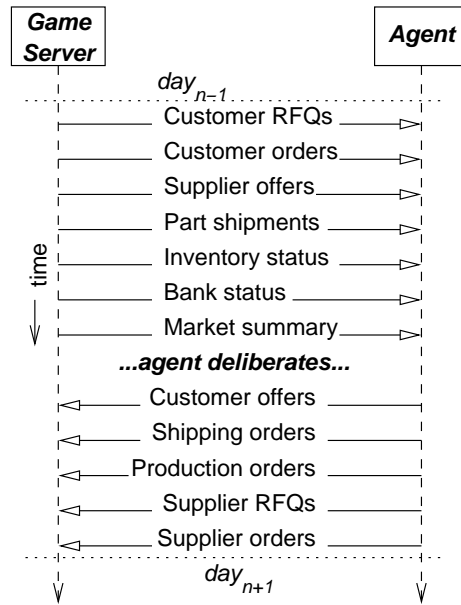 Game
Server
Agent
day n−1
Customer RFQs
Customer orders
Supplier offers
Part shipments
Inventory status
Bank status
Market summary
time
...agent deliberates...
Customer offers
Shipping orders
Production orders
Supplier RFQs
Supplier orders
day n+1